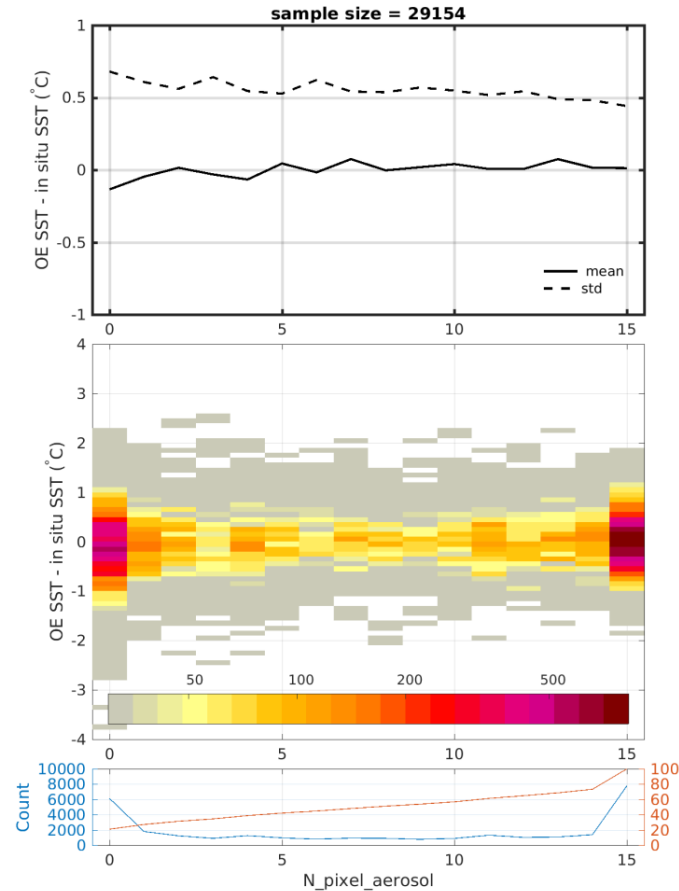 sample size = 29154
1
0.5
0
-0.5
-1
OE SST - in situ SST (°C)
mean
std
0 5 10 15
4
3
2
1
0
-1
-2
-3
-4
OE SST - in situ SST (°C)
50 100 200 500
0 5 10 15
10000 100
8000 80
6000 60
4000 40
2000 20
0 0
Count
0 5 10 15
N_pixel_aerosol